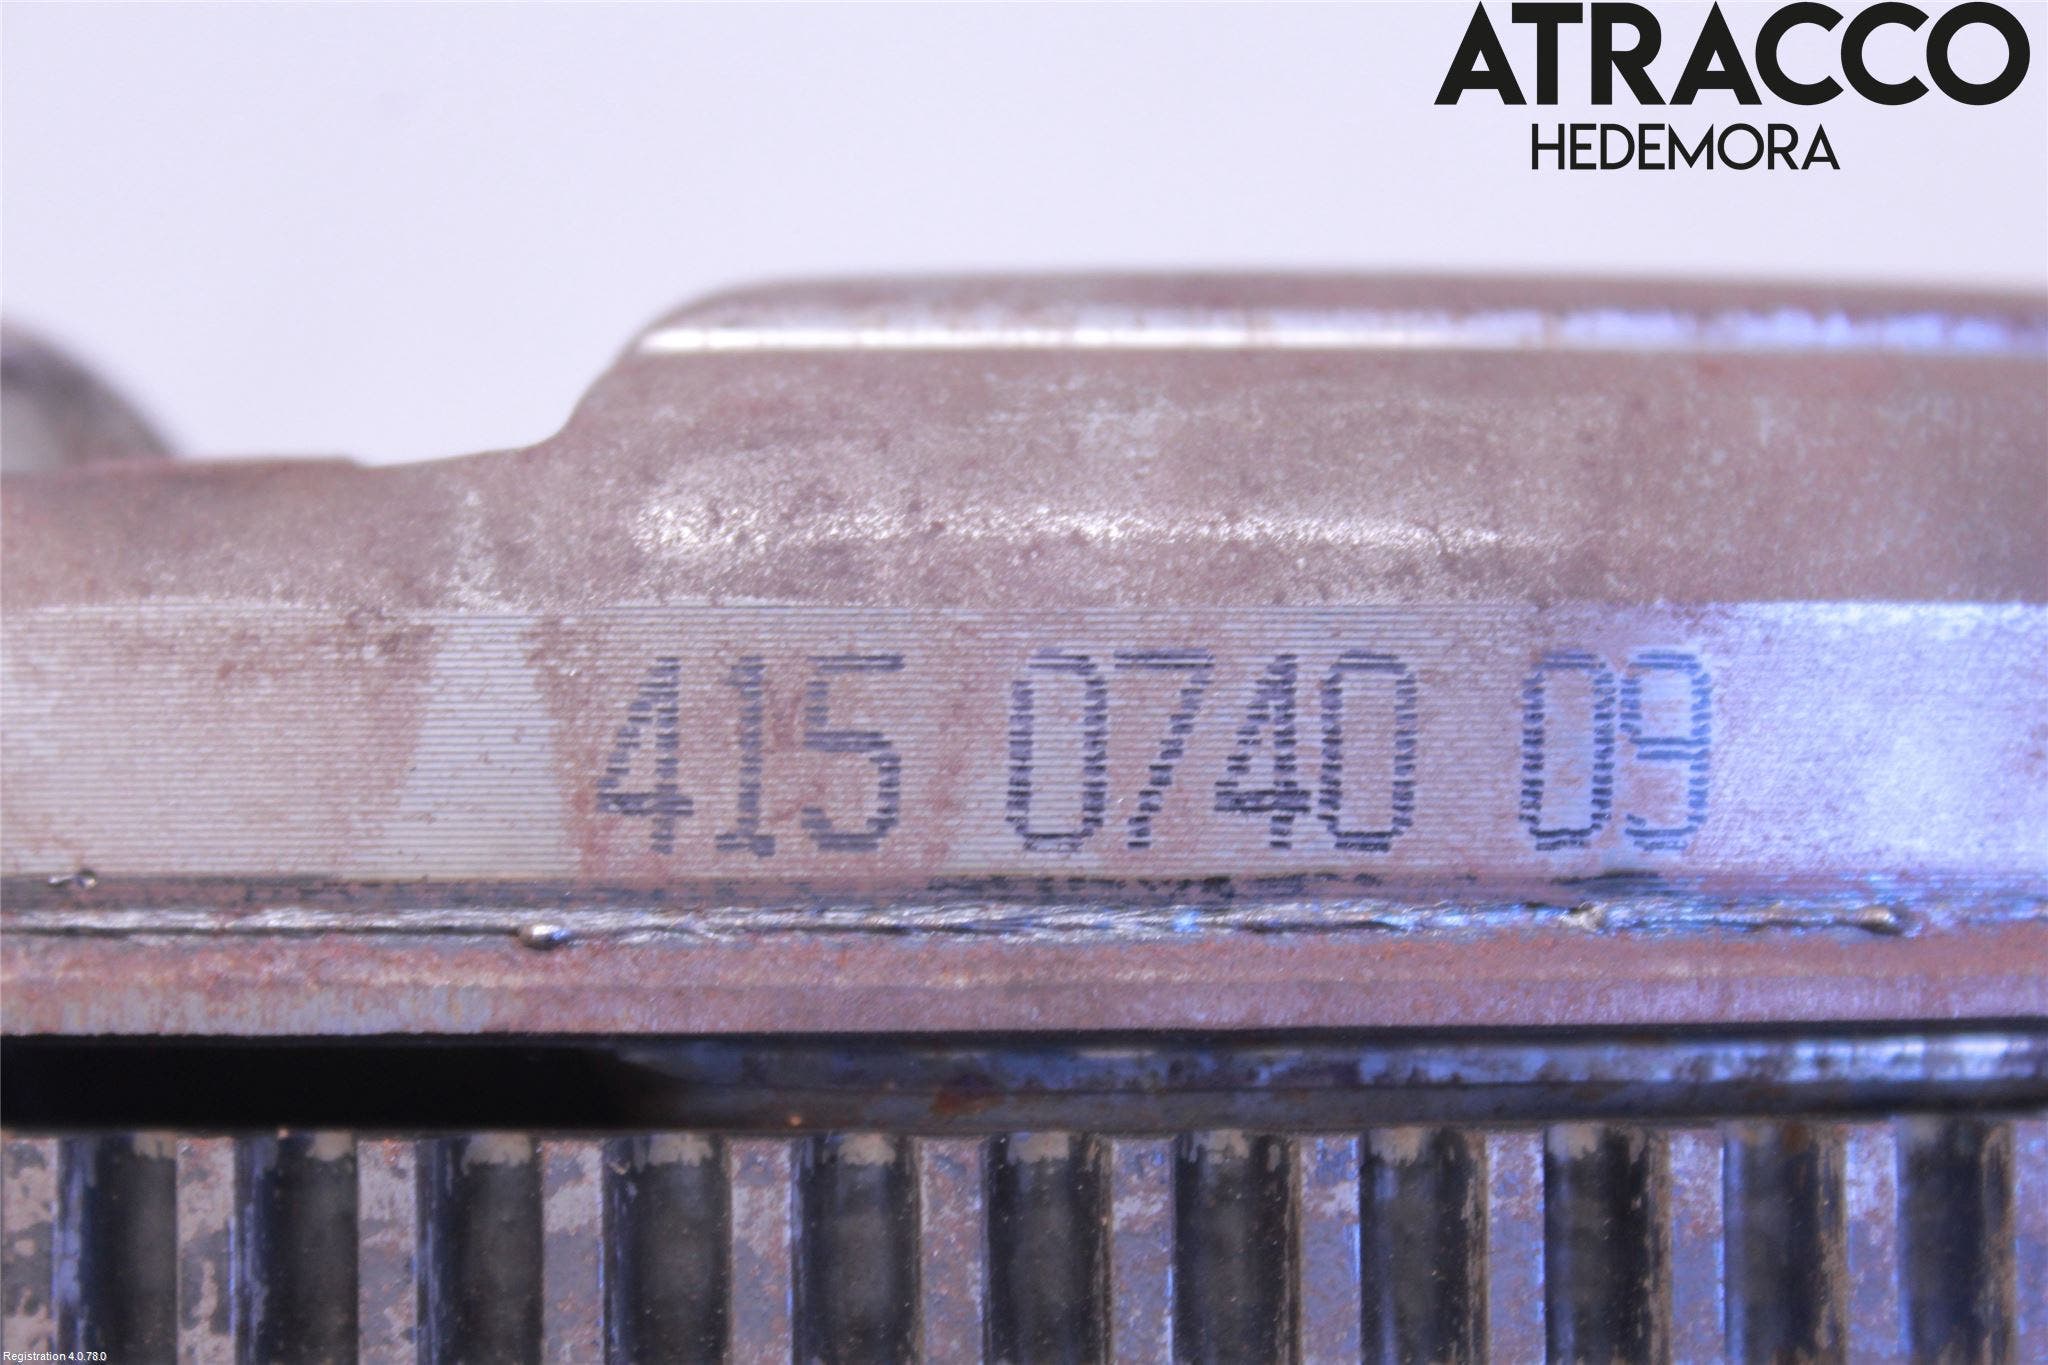 ATRACCO
HEDEMORA
415 0740 09
Registration 4.0.78.0